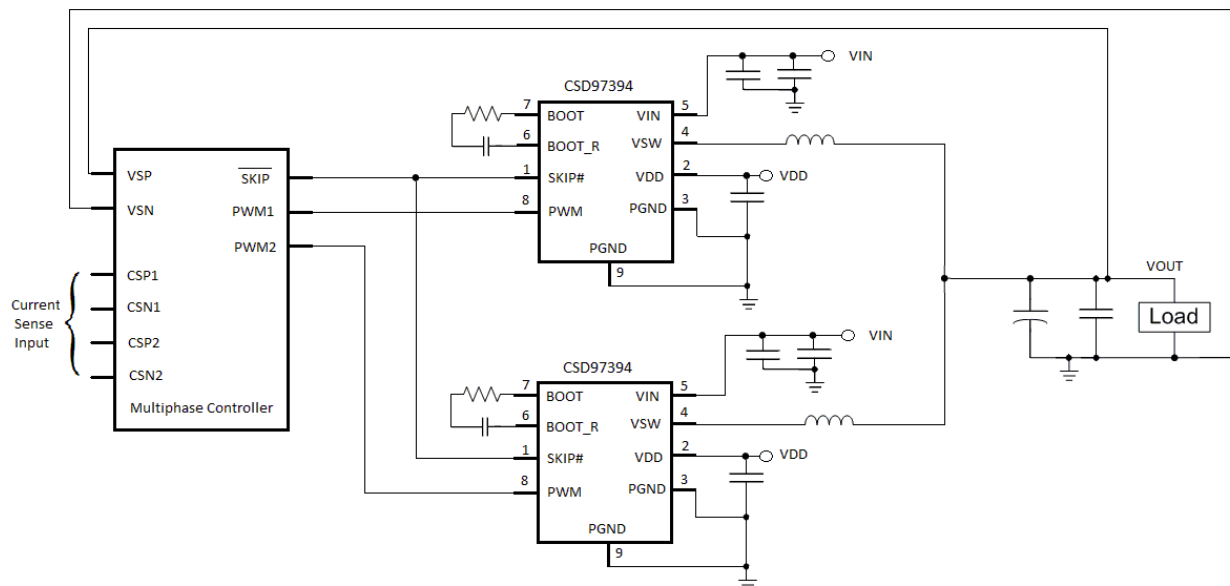 CSD97394
7
BOOT
6
BOOT_R
1
SKIP#
8
PWM
PGND
9
VIN
5
VSW
4
VDD
2
PGND
3
VIN
VDD
VSP
VSN
SKIP
PWM1
PWM2
CSP1
CSN1
CSP2
CSN2
Multiphase Controller
Current
Sense
Input
VOUT
Load
CSD97394
7
BOOT
6
BOOT_R
1
SKIP#
8
PWM
PGND
9
VIN
5
VSW
4
VDD
2
PGND
3
VIN
VDD